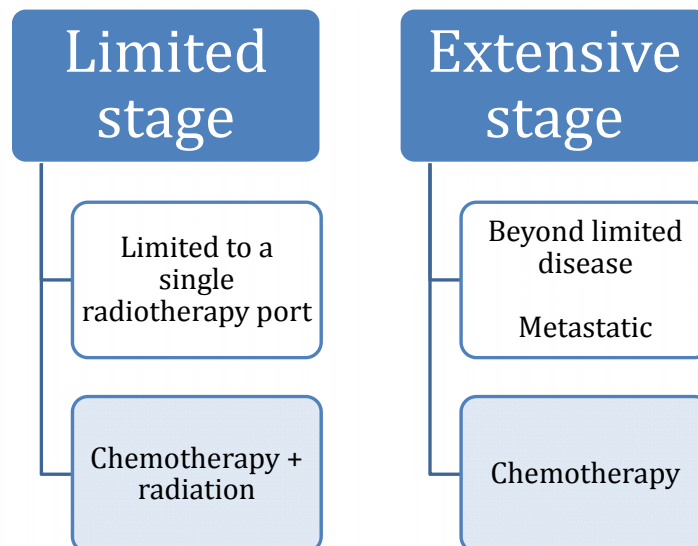 Limited
stage
Limited to a
single
radiotherapy port
Chemotherapy +
radiation
Extensive
stage
Beyond limited
disease
Metastatic
Chemotherapy